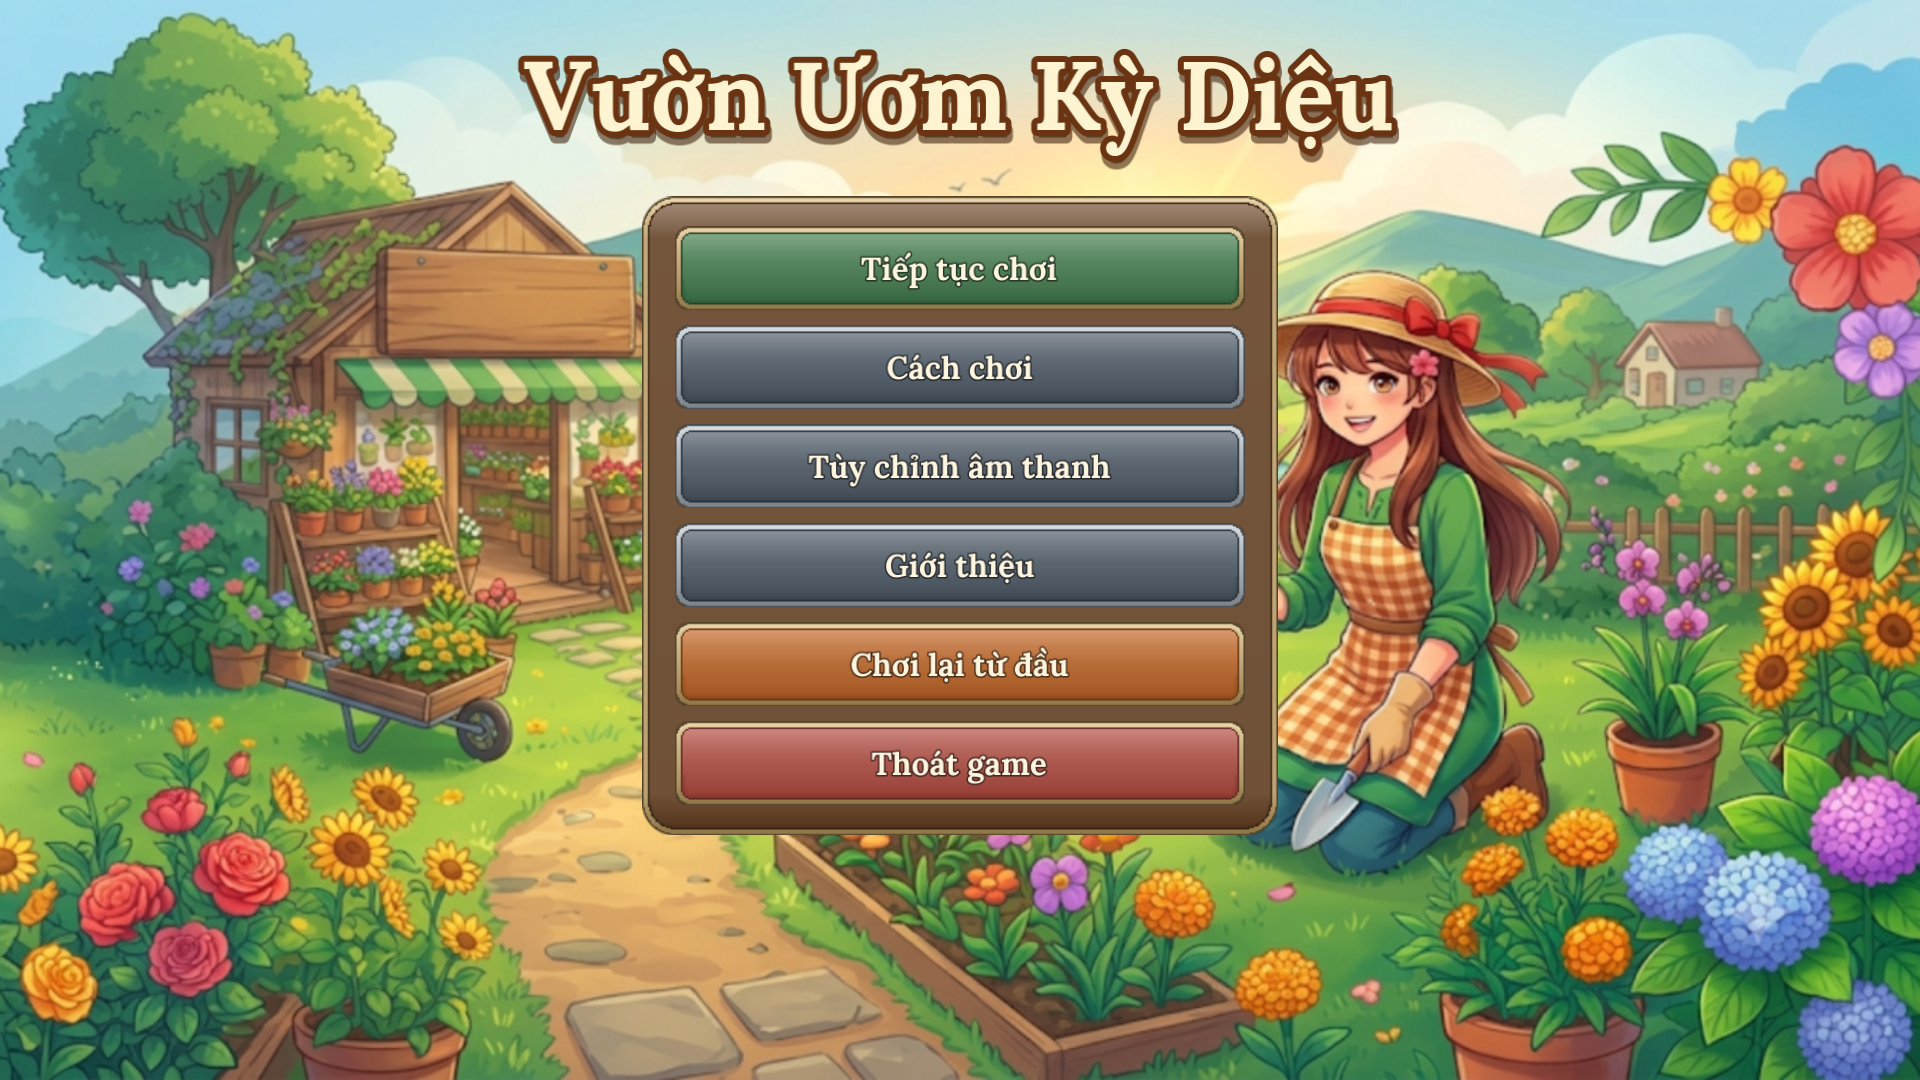 Vườn Ươm Kỳ Diệu
Tiếp tục chơi
Cách chơi
Tùy chỉnh âm thanh
Giới thiệu
Chơi lại từ đầu
Thoát game